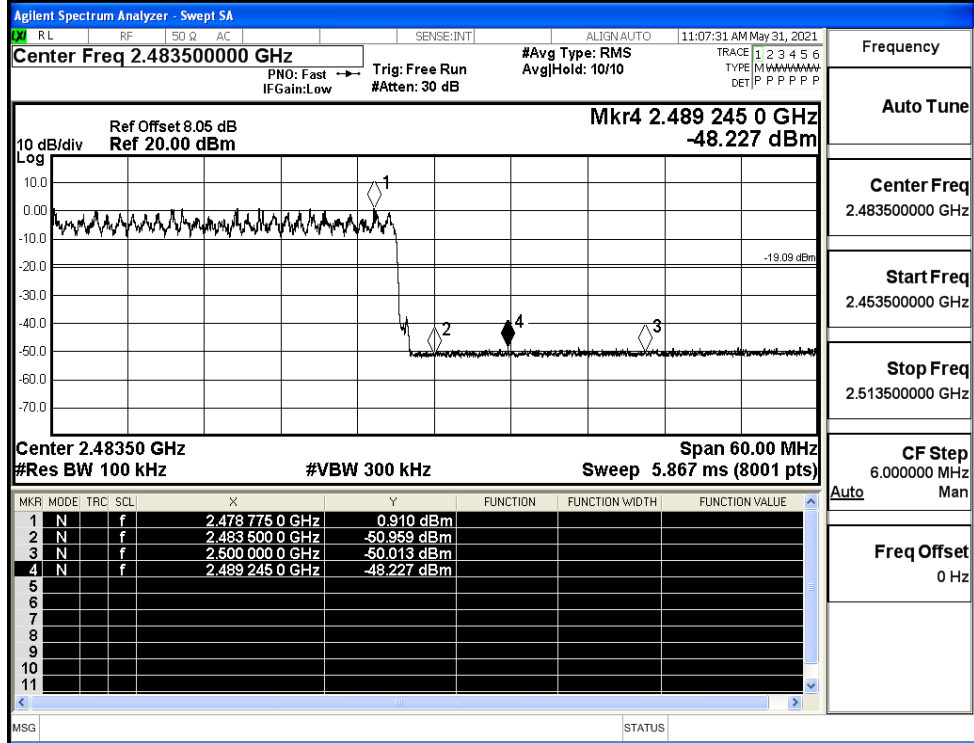 Agilent Spectrum Analyzer - Swept SA
LXI RL RF 50 Ω AC SENSE:INT ALIGN AUTO 11:07:31 AM May 31, 2021
Center Freq 2.483500000 GHz
PNO: Fast
IFGain:Low
Trig: Free Run
#Atten: 30 dB
#Avg Type: RMS
Avg|Hold: 10/10
TRACE 1 2 3 4 5 6
TYPE M W W W W W
DET P P P P P P
Mkr4 2.489 245 0 GHz
-48.227 dBm
Ref Offset 8.05 dB
10 dB/div Ref 20.00 dBm
Log
10.0
0.00
-10.0
-20.0
-30.0
-40.0
-50.0
-60.0
-70.0
1
2
4
3
-19.09 dBm
Center 2.48350 GHz Span 60.00 MHz
#Res BW 100 kHz #VBW 300 kHz Sweep 5.867 ms (8001 pts)
MKR MODE TRC SCL X Y FUNCTION FUNCTION WIDTH FUNCTION VALUE
1 N f 2.478 775 0 GHz 0.910 dBm
2 N f 2.483 500 0 GHz -50.959 dBm
3 N f 2.500 000 0 GHz -50.013 dBm
4 N f 2.489 245 0 GHz -48.227 dBm
5
6
7
8
9
10
11
MSG STATUS
Frequency
Auto Tune
Center Freq
2.483500000 GHz
Start Freq
2.453500000 GHz
Stop Freq
2.513500000 GHz
CF Step
6.000000 MHz
Auto Man
Freq Offset
0 Hz